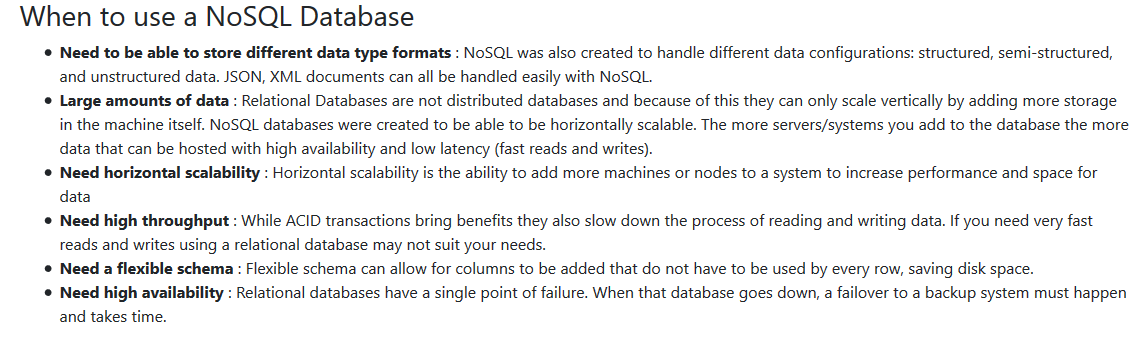 When to use a NoSQL Database
• Need to be able to store different data type formats : NoSQL was also created to handle different data configurations: structured, semi-structured,
and unstructured data. JSON, XML documents can all be handled easily with NoSQL.
• Large amounts of data : Relational Databases are not distributed databases and because of this they can only scale vertically by adding more storage
in the machine itself. NoSQL databases were created to be able to be horizontally scalable. The more servers/systems you add to the database the more
data that can be hosted with high availability and low latency (fast reads and writes).
• Need horizontal scalability : Horizontal scalability is the ability to add more machines or nodes to a system to increase performance and space for
data
• Need high throughput : While ACID transactions bring benefits they also slow down the process of reading and writing data. If you need very fast
reads and writes using a relational database may not suit your needs.
• Need a flexible schema : Flexible schema can allow for columns to be added that do not have to be used by every row, saving disk space.
• Need high availability : Relational databases have a single point of failure. When that database goes down, a failover to a backup system must happen
and takes time.